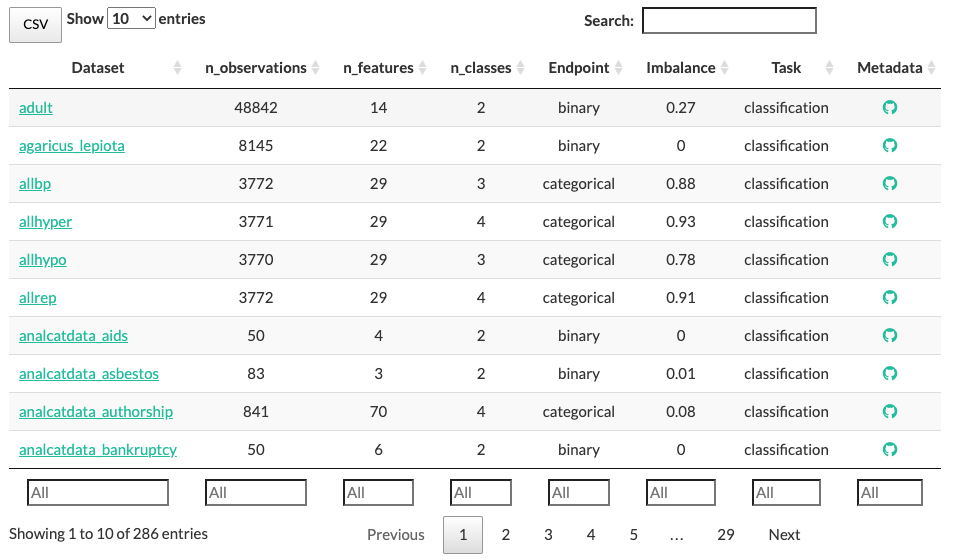 CSV Show 10 entries Search:
Dataset n_observations n_features n_classes Endpoint Imbalance Task Metadata
adult 48842 14 2 binary 0.27 classification
agaricus_lepiota 8145 22 2 binary 0 classification
allbp 3772 29 3 categorical 0.88 classification
allhyper 3771 29 4 categorical 0.93 classification
allhypo 3770 29 3 categorical 0.78 classification
allrep 3772 29 4 categorical 0.91 classification
analcatdata_aids 50 4 2 binary 0 classification
analcatdata_asbestos 83 3 2 binary 0.01 classification
analcatdata_authorship 841 70 4 categorical 0.08 classification
analcatdata_bankruptcy 50 6 2 binary 0 classification
All All All All All All All All
Showing 1 to 10 of 286 entries Previous 1 2 3 4 5 … 29 Next